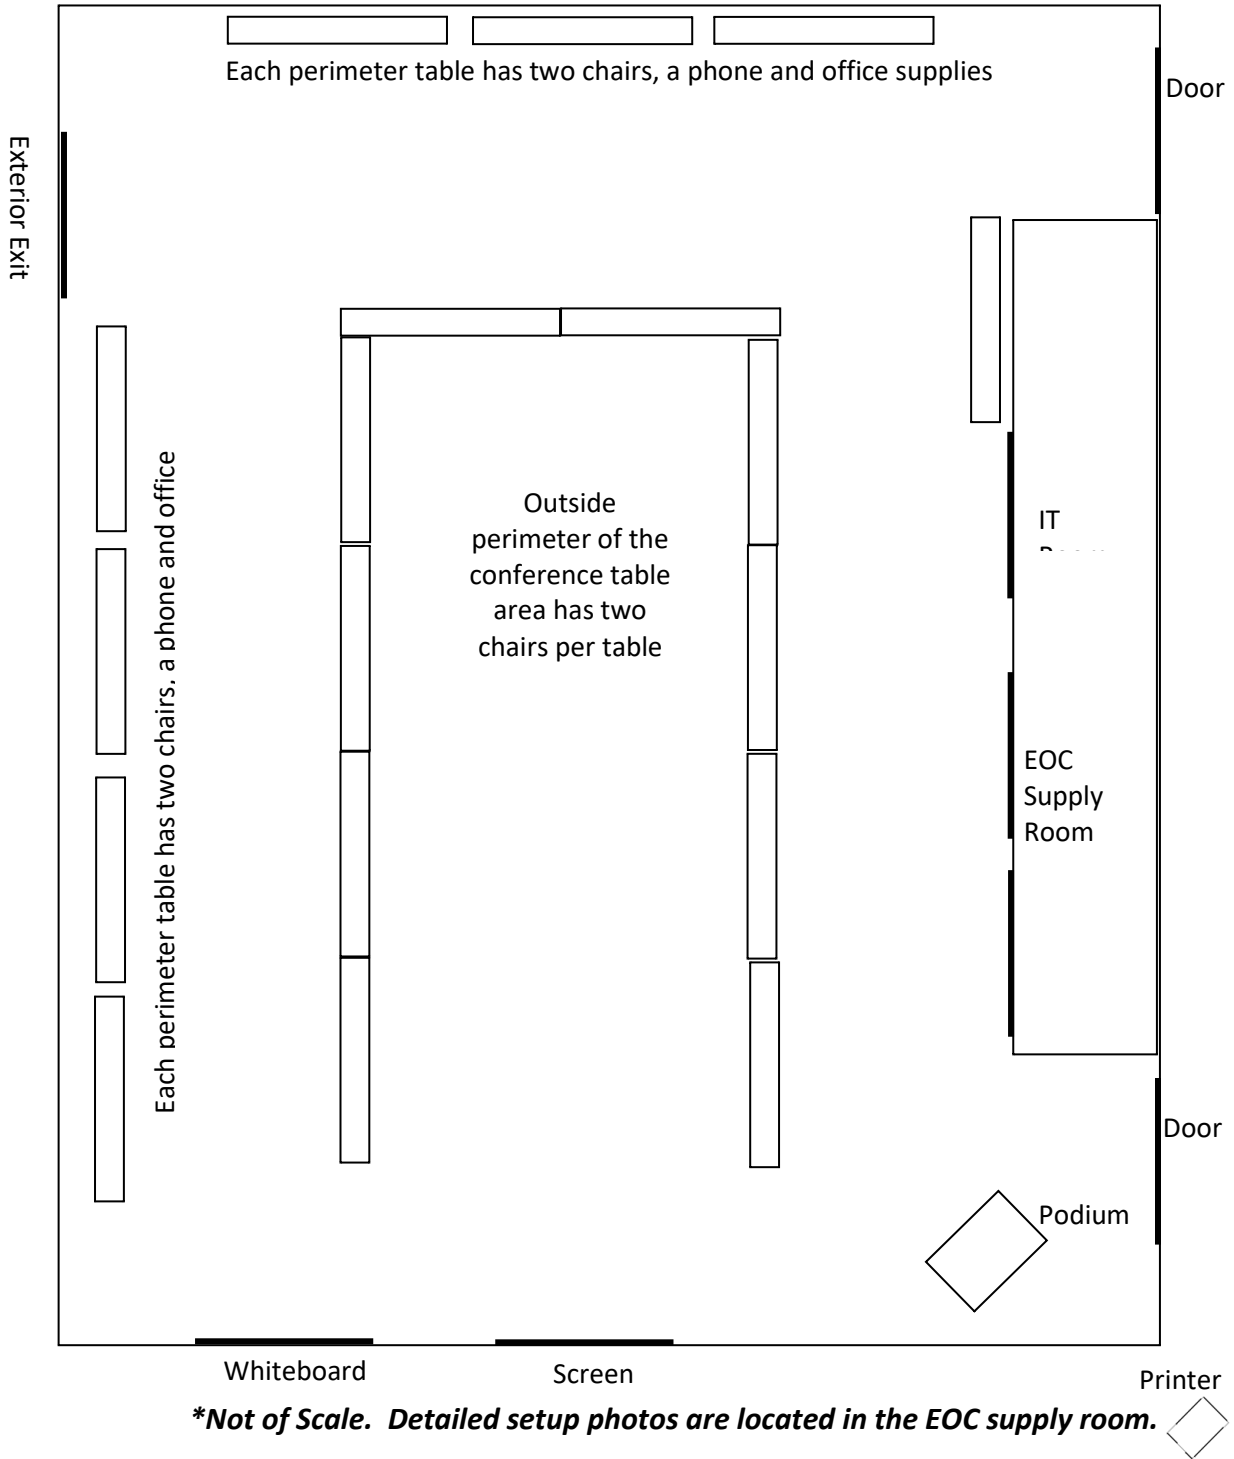 Each perimeter table has two chairs, a phone and office supplies
Door
Exterior Exit
Each perimeter table has two chairs, a phone and office
Outside
perimeter of the
conference table
area has two
chairs per table
IT
EOC
Supply
Room
Door
Podium
Whiteboard
Screen
Printer
*Not of Scale. Detailed setup photos are located in the EOC supply room.